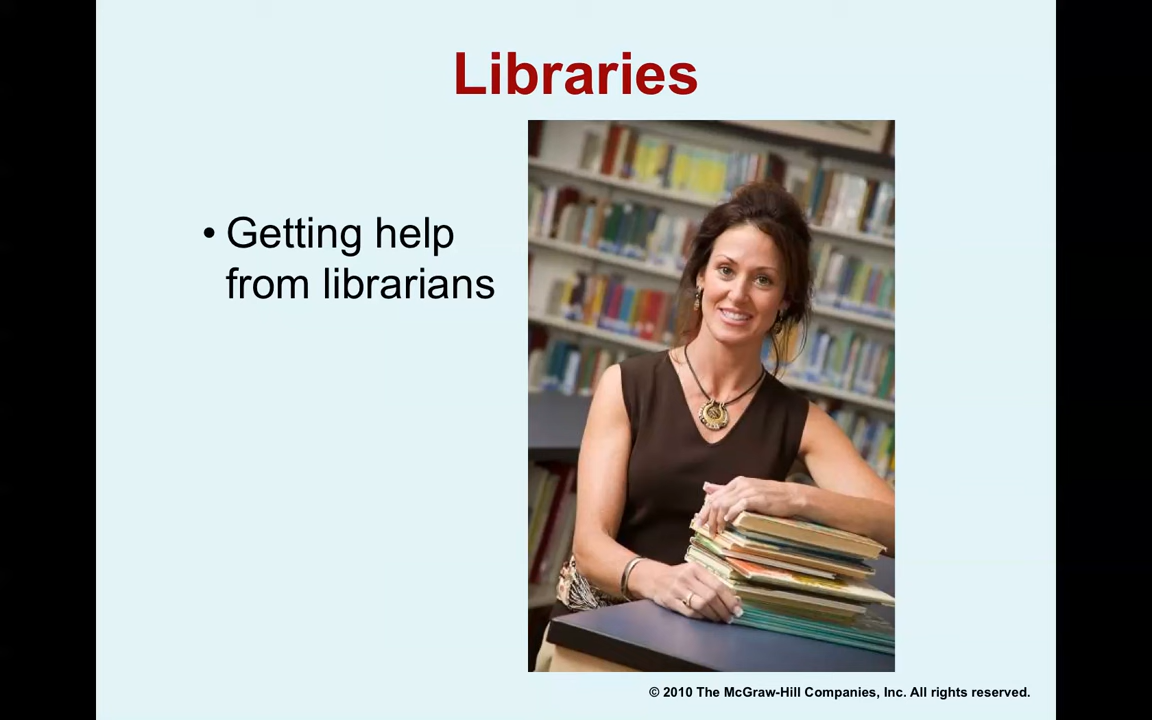 Libraries
• Getting help
from librarians
© 2010 The McGraw-Hill Companies, Inc. All rights reserved.